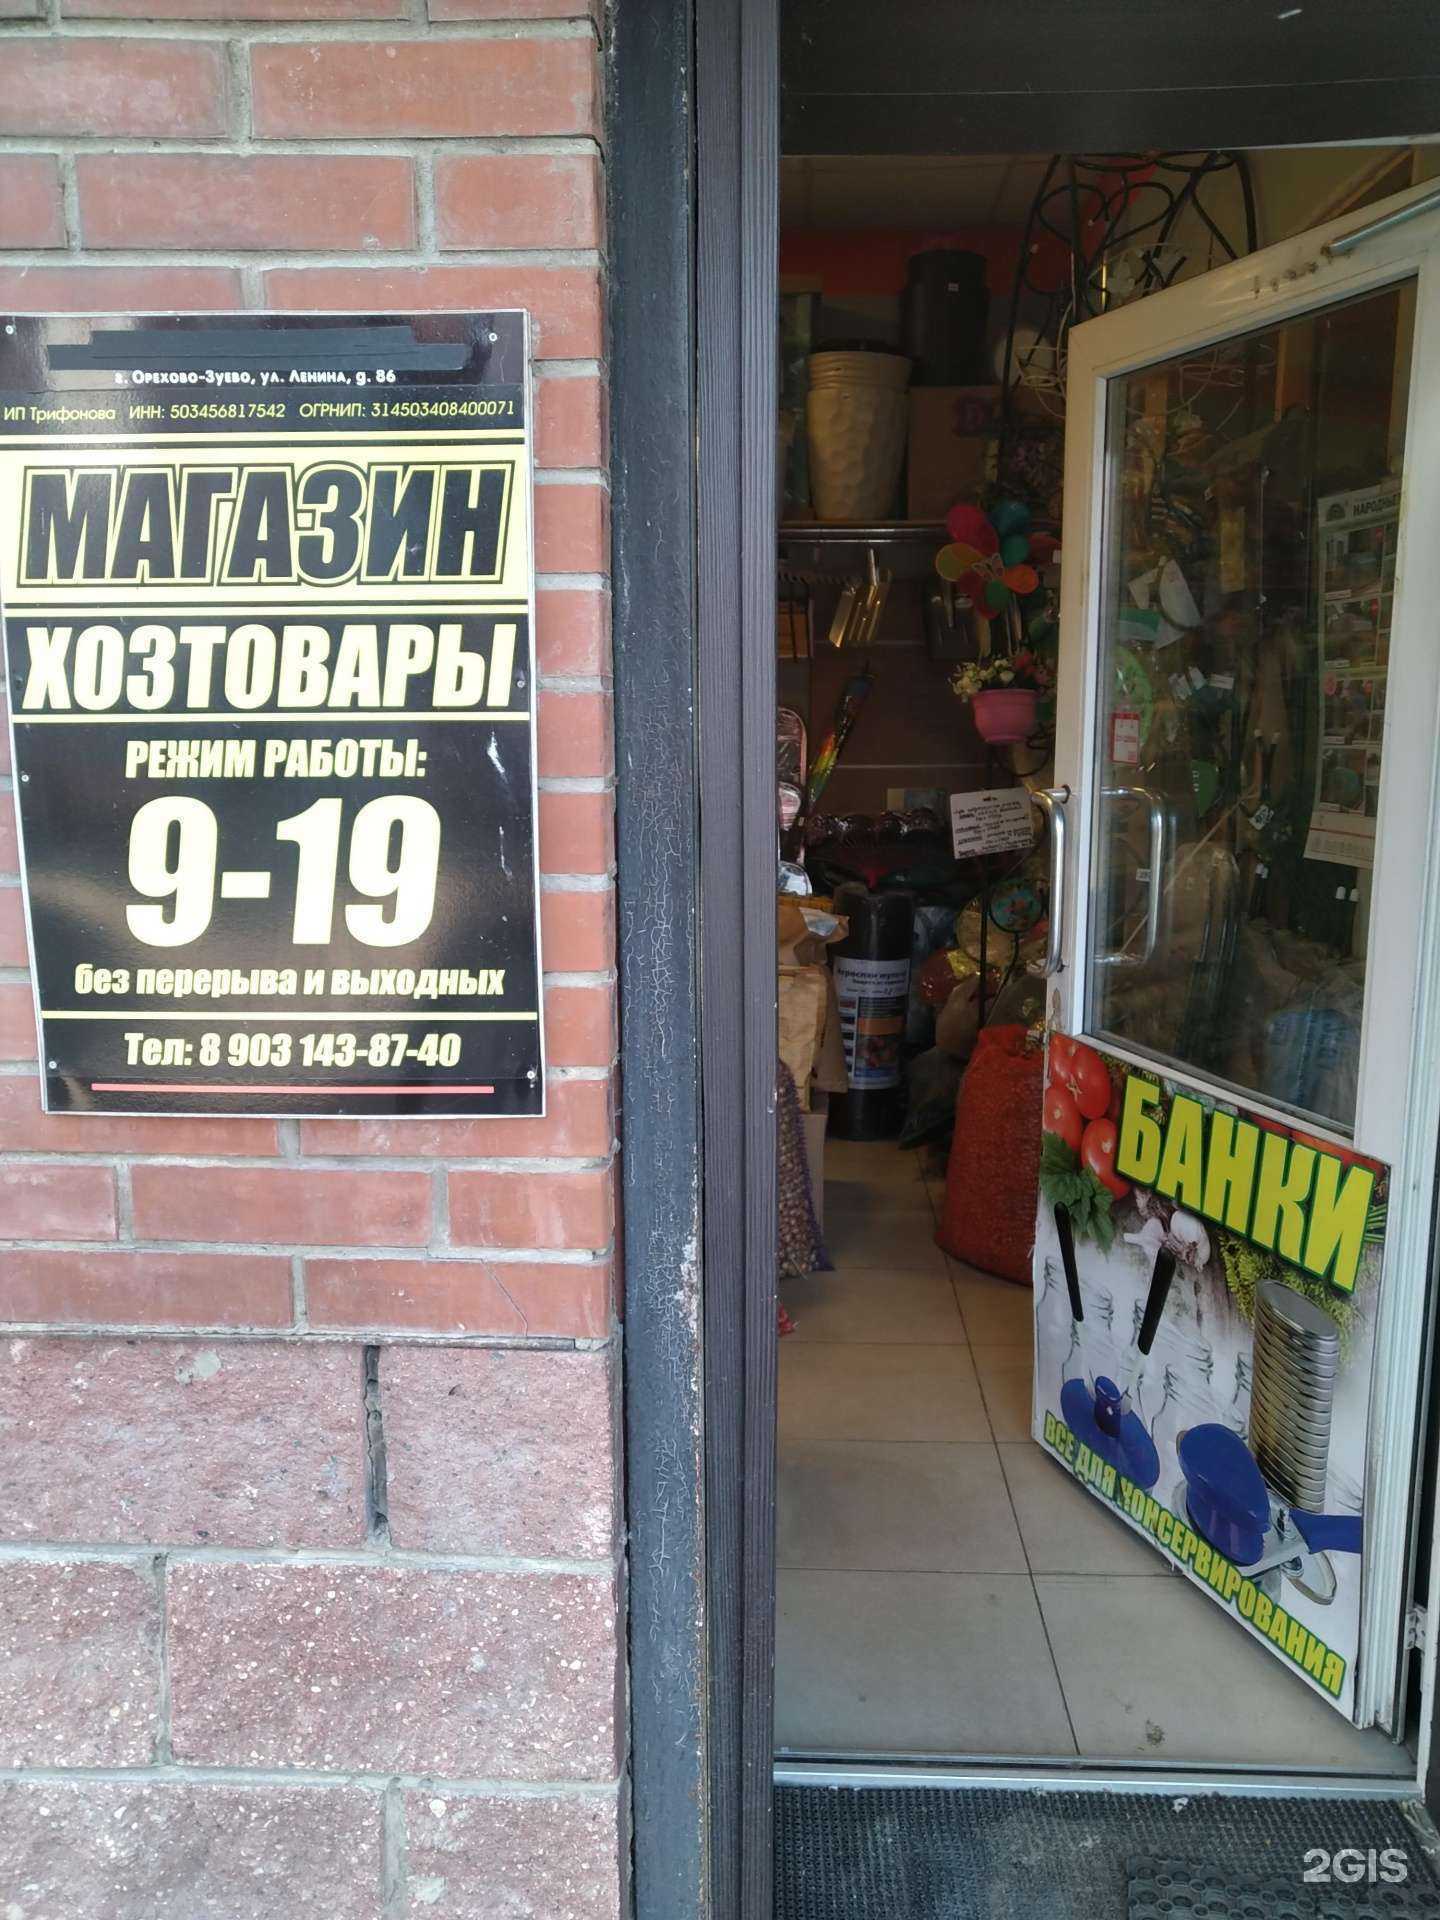 г. Орехово-Зуево, ул. Ленина, д. 86
ИП Трифонова ИНН: 503456817542 ОГРНИП: 314503408400071
МАГАЗИН
ХОЗТОВАРЫ
РЕЖИМ РАБОТЫ:
9-19
без перерыва и выходных
Тел: 8 903 143-87-40
НАРОДНЫЙ
БАНКИ
ВСЕ ДЛЯ КОНСЕРВИРОВАНИЯ
2GIS